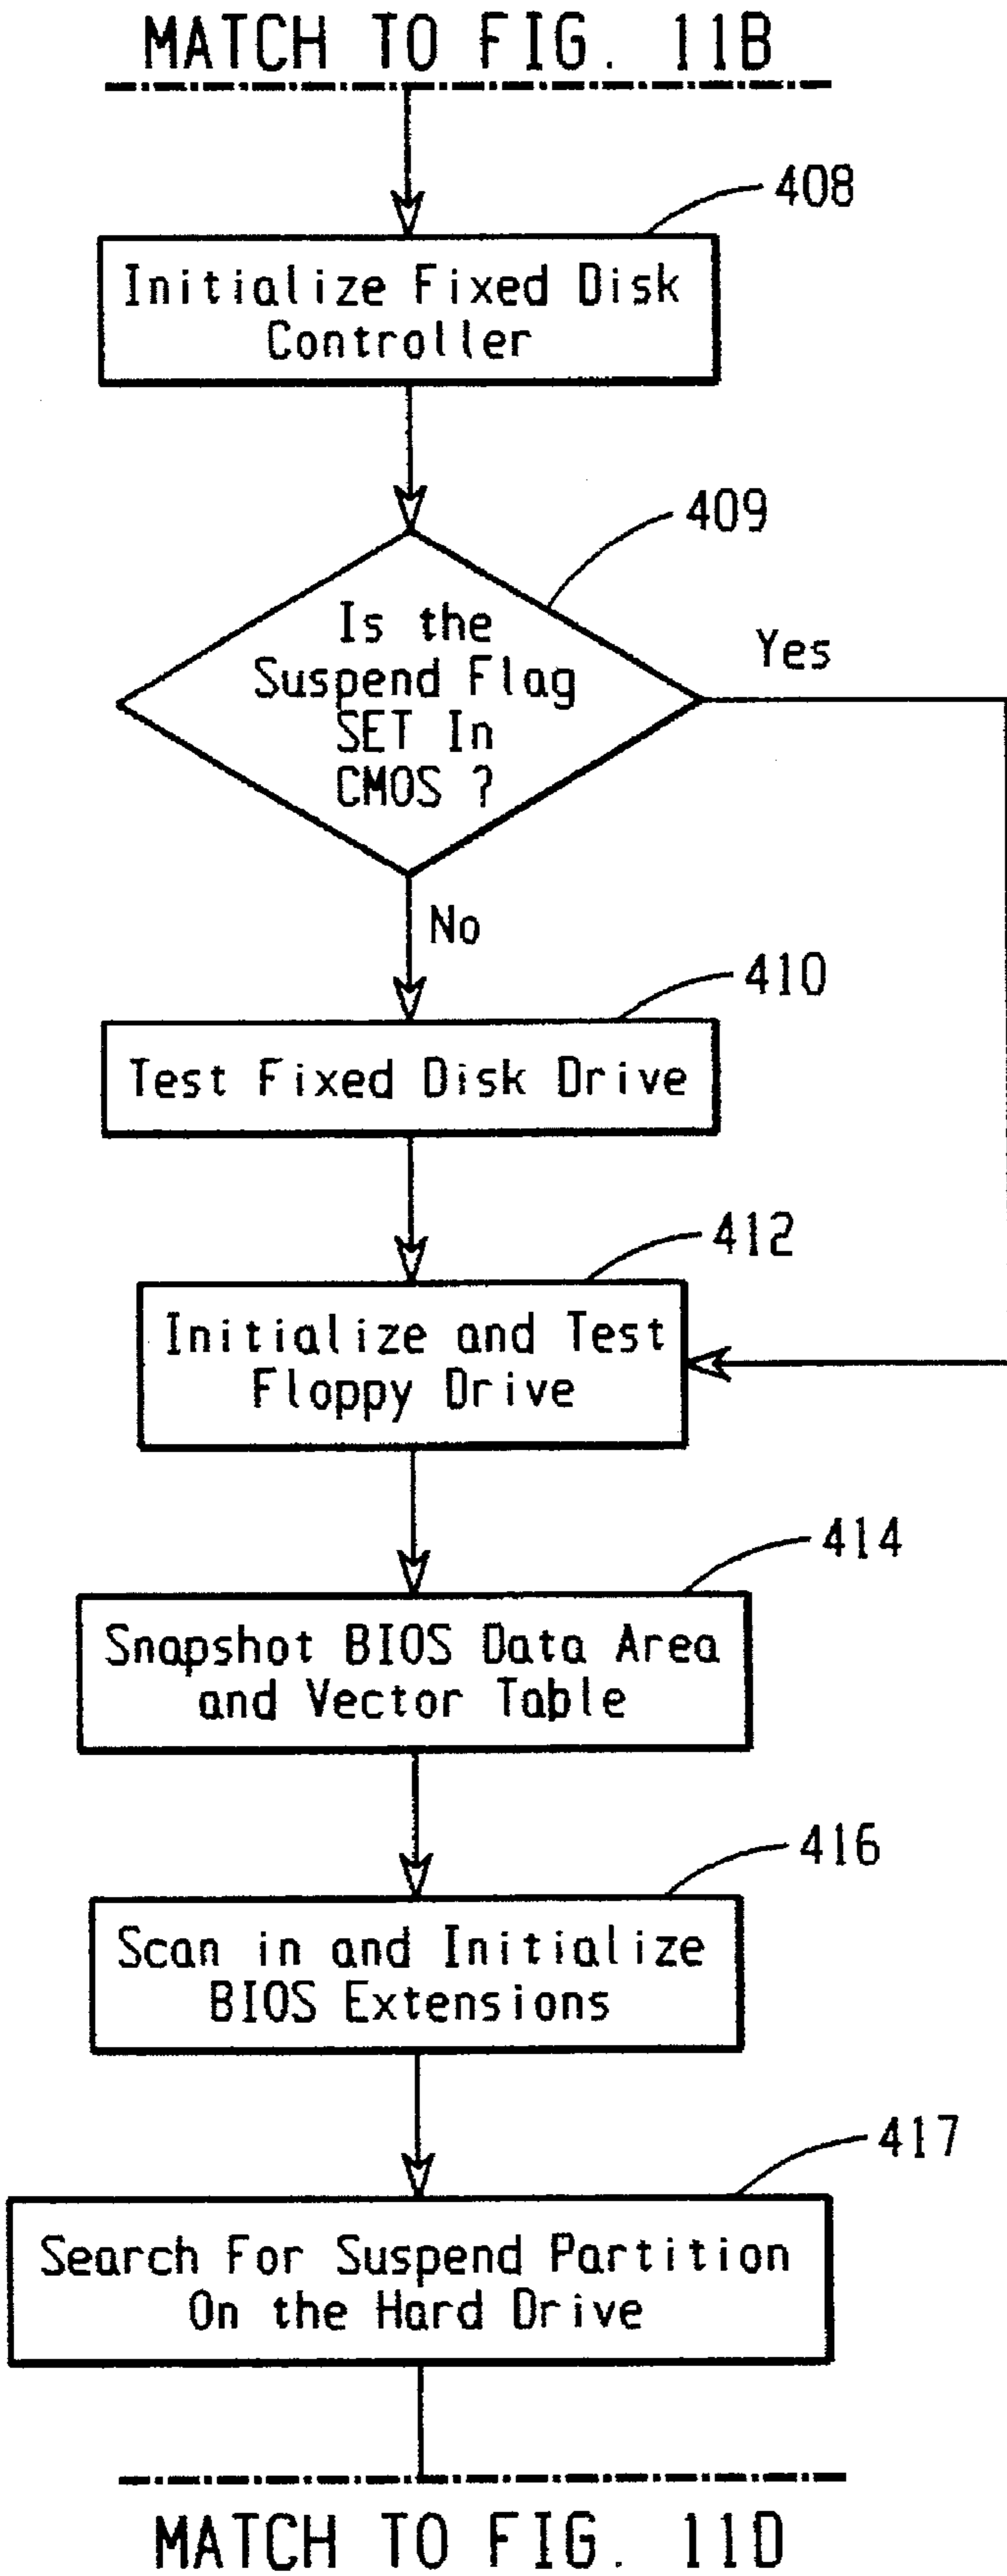 MATCH TO FIG. 11B
408
Initialize Fixed Disk
Controller
409
Is the
Suspend Flag
SET In
CMOS ?
Yes
No
410
Test Fixed Disk Drive
412
Initialize and Test
Floppy Drive
414
Snapshot BIOS Data Area
and Vector Table
416
Scan in and Initialize
BIOS Extensions
417
Search For Suspend Partition
On the Hard Drive
MATCH TO FIG. 11D